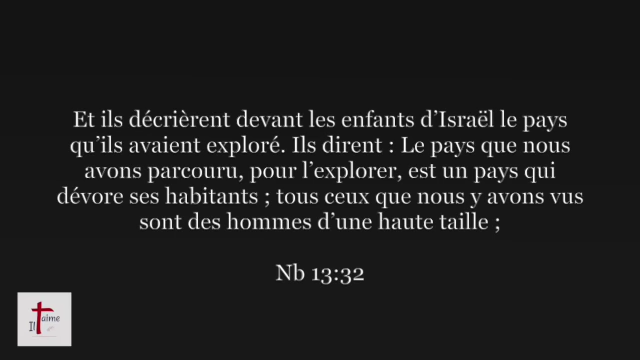 Et ils décrièrent devant les enfants d’Israël le pays
qu’ils avaient exploré. Ils dirent : Le pays que nous
avons parcouru, pour l’explorer, est un pays qui
dévore ses habitants ; tous ceux que nous y avons vus
sont des hommes d’une haute taille ;
Nb 13:32
Il t'aime